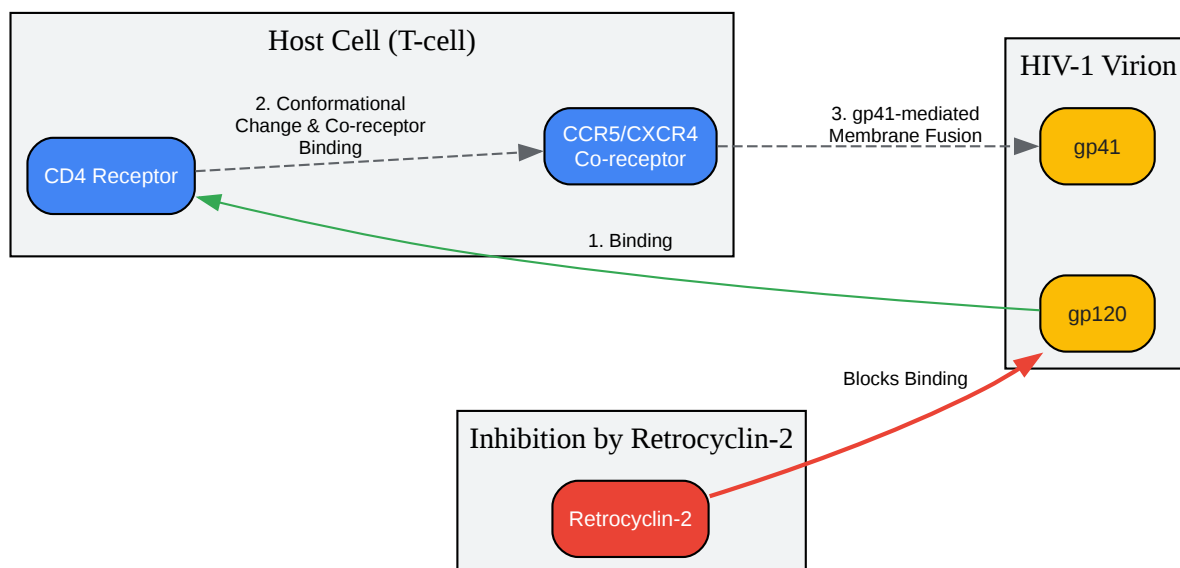 Host Cell (T-cell)
HIV-1 Virion
2. Conformational
Change & Co-receptor
Binding
CCR5/CXCR4
Co-receptor
3. gp41-mediated
Membrane Fusion
gp41
CD4 Receptor
1. Binding
gp120
Blocks Binding
Inhibition by Retrocyclin-2
Retrocyclin-2